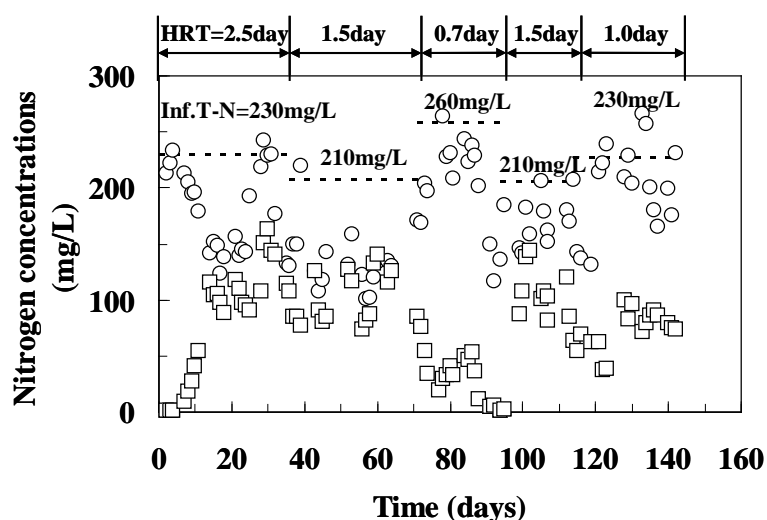 HRT=2.5day 1.5day 0.7day 1.5day 1.0day
300
260mg/L 230mg/L
Inf.T-N=230mg/L
210mg/L 210mg/L
200
100
0
Nitrogen concentrations
(mg/L)
0 20 40 60 80 100 120 140 160
Time (days)